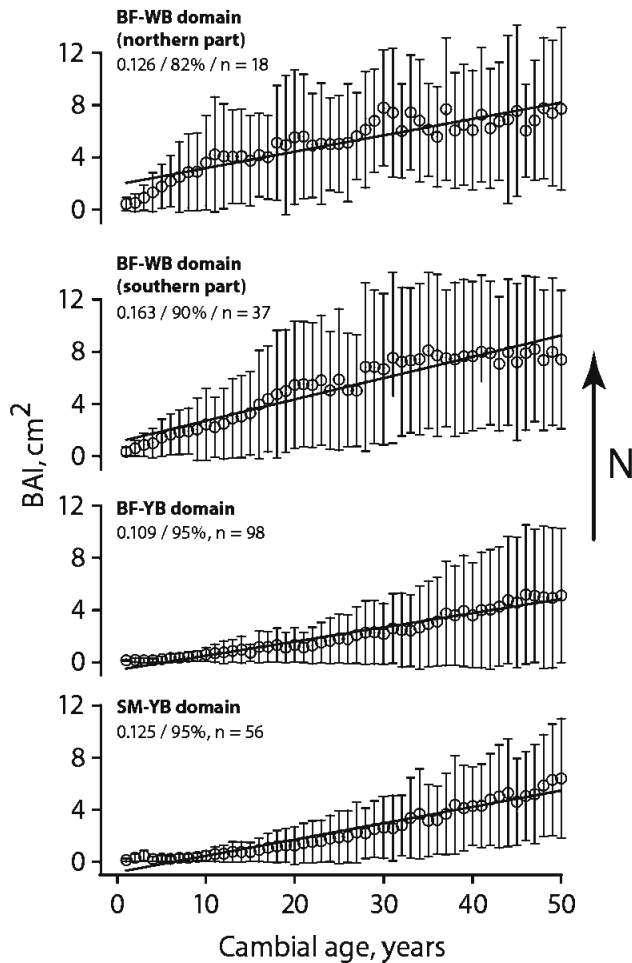 BF-WB domain
(northern part)
0.126 / 82% / n = 18
12
8
4
0
BF-WB domain
(southern part)
0.163 / 90% / n = 37
12
8
4
0
BF-YB domain
0.109 / 95%, n = 98
12
8
4
0
SM-YB domain
0.125 / 95%, n = 56
12
8
4
0
0 10 20 30 40 50
Cambial age, years
BAI, cm²
N